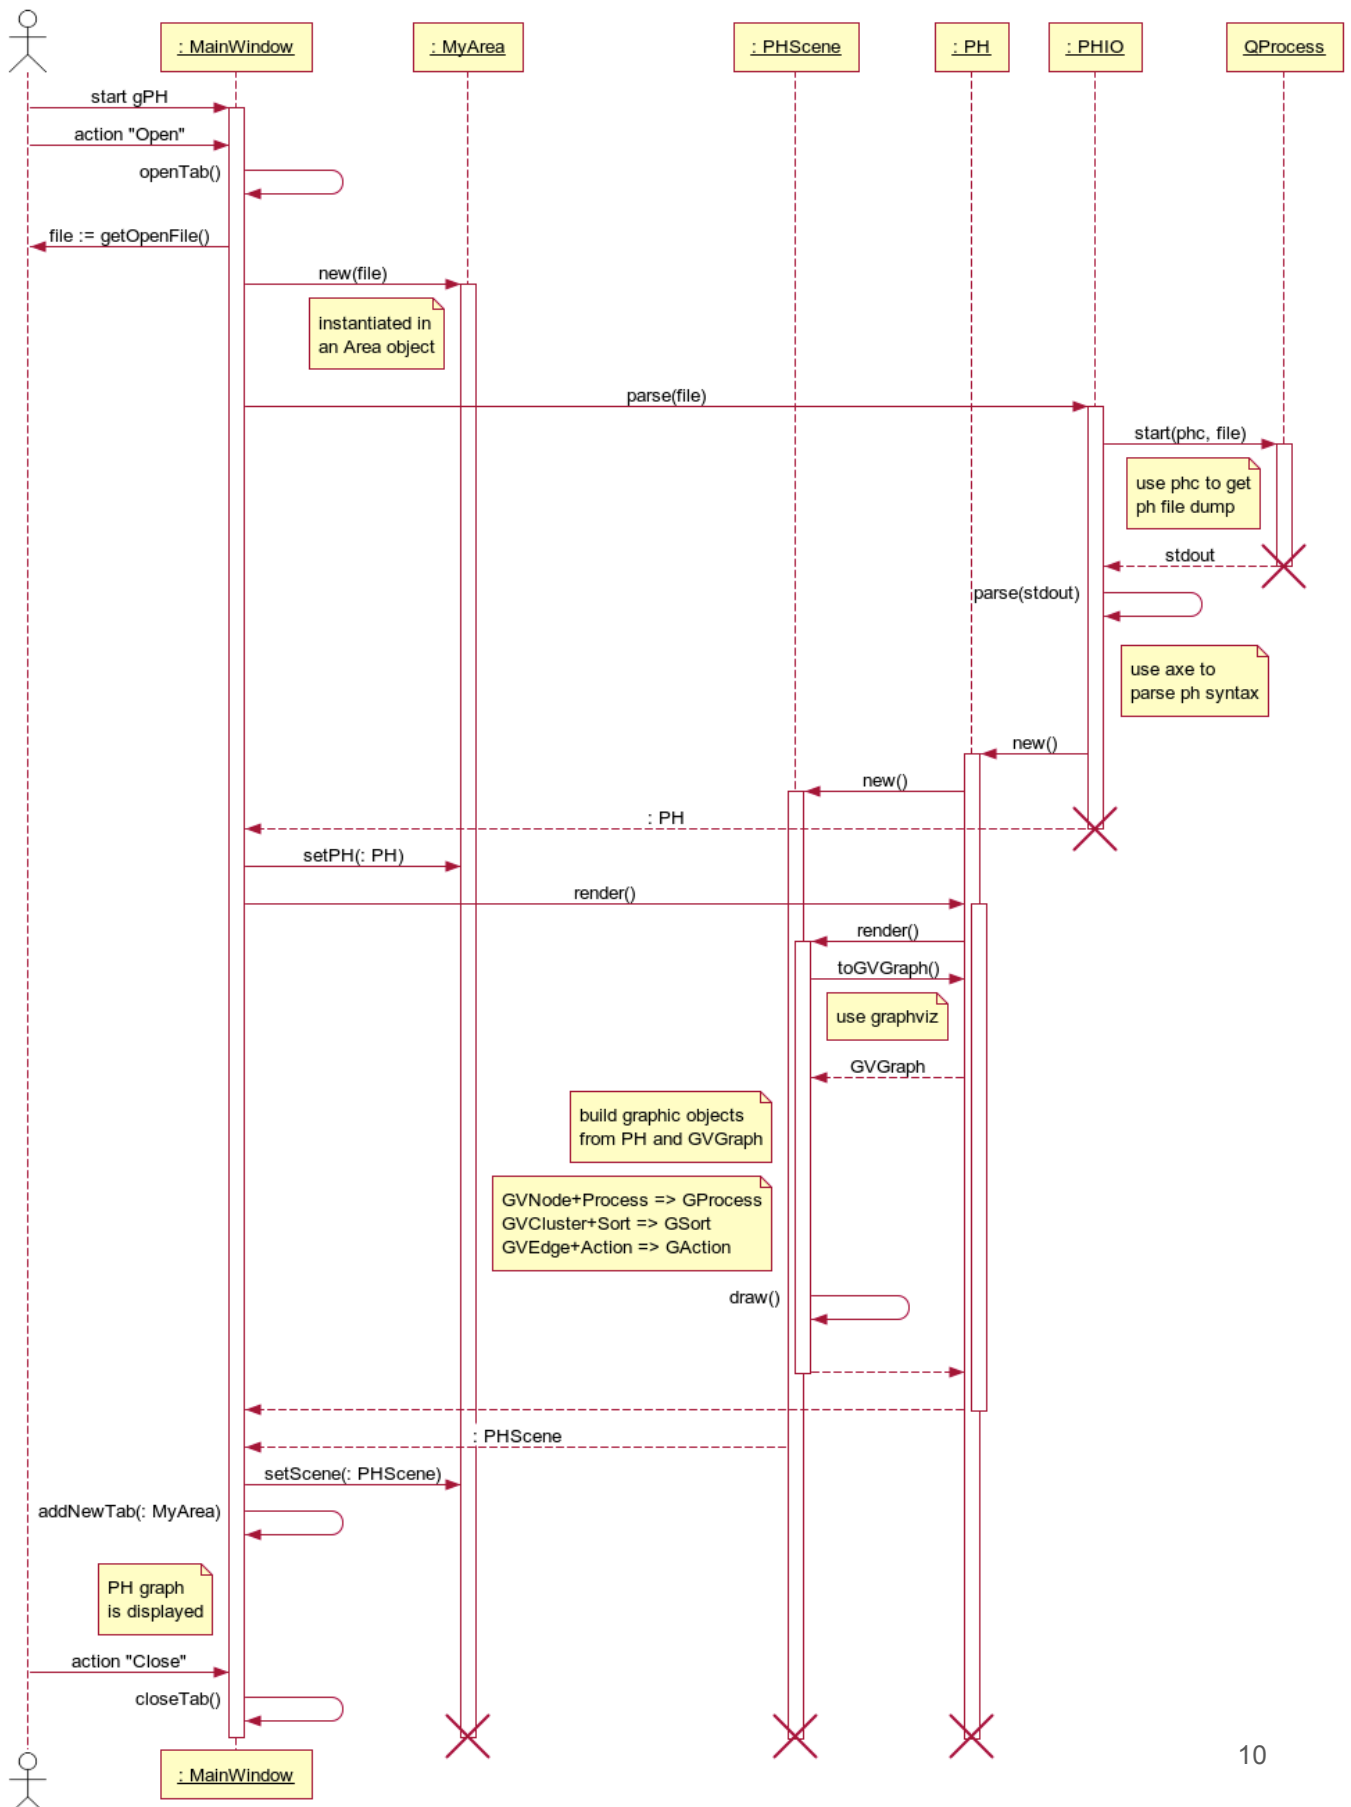 : MainWindow
: MyArea
: PHScene
: PH
: PHIO
QProcess
start gPH
action "Open"
openTab()
file := getOpenFile()
new(file)
instantiated in
an Area object
parse(file)
start(phc, file)
use phc to get
ph file dump
stdout
parse(stdout)
use axe to
parse ph syntax
new()
new()
: PH
setPH(: PH)
render()
render()
toGVGraph()
use graphviz
GVGraph
build graphic objects
from PH and GVGraph
GVNode+Process => GProcess
GVCluster+Sort => GSort
GVEdge+Action => GAction
draw()
: PHScene
setScene(: PHScene)
addNewTab(: MyArea)
PH graph
is displayed
action "Close"
closeTab()
10
: MainWindow